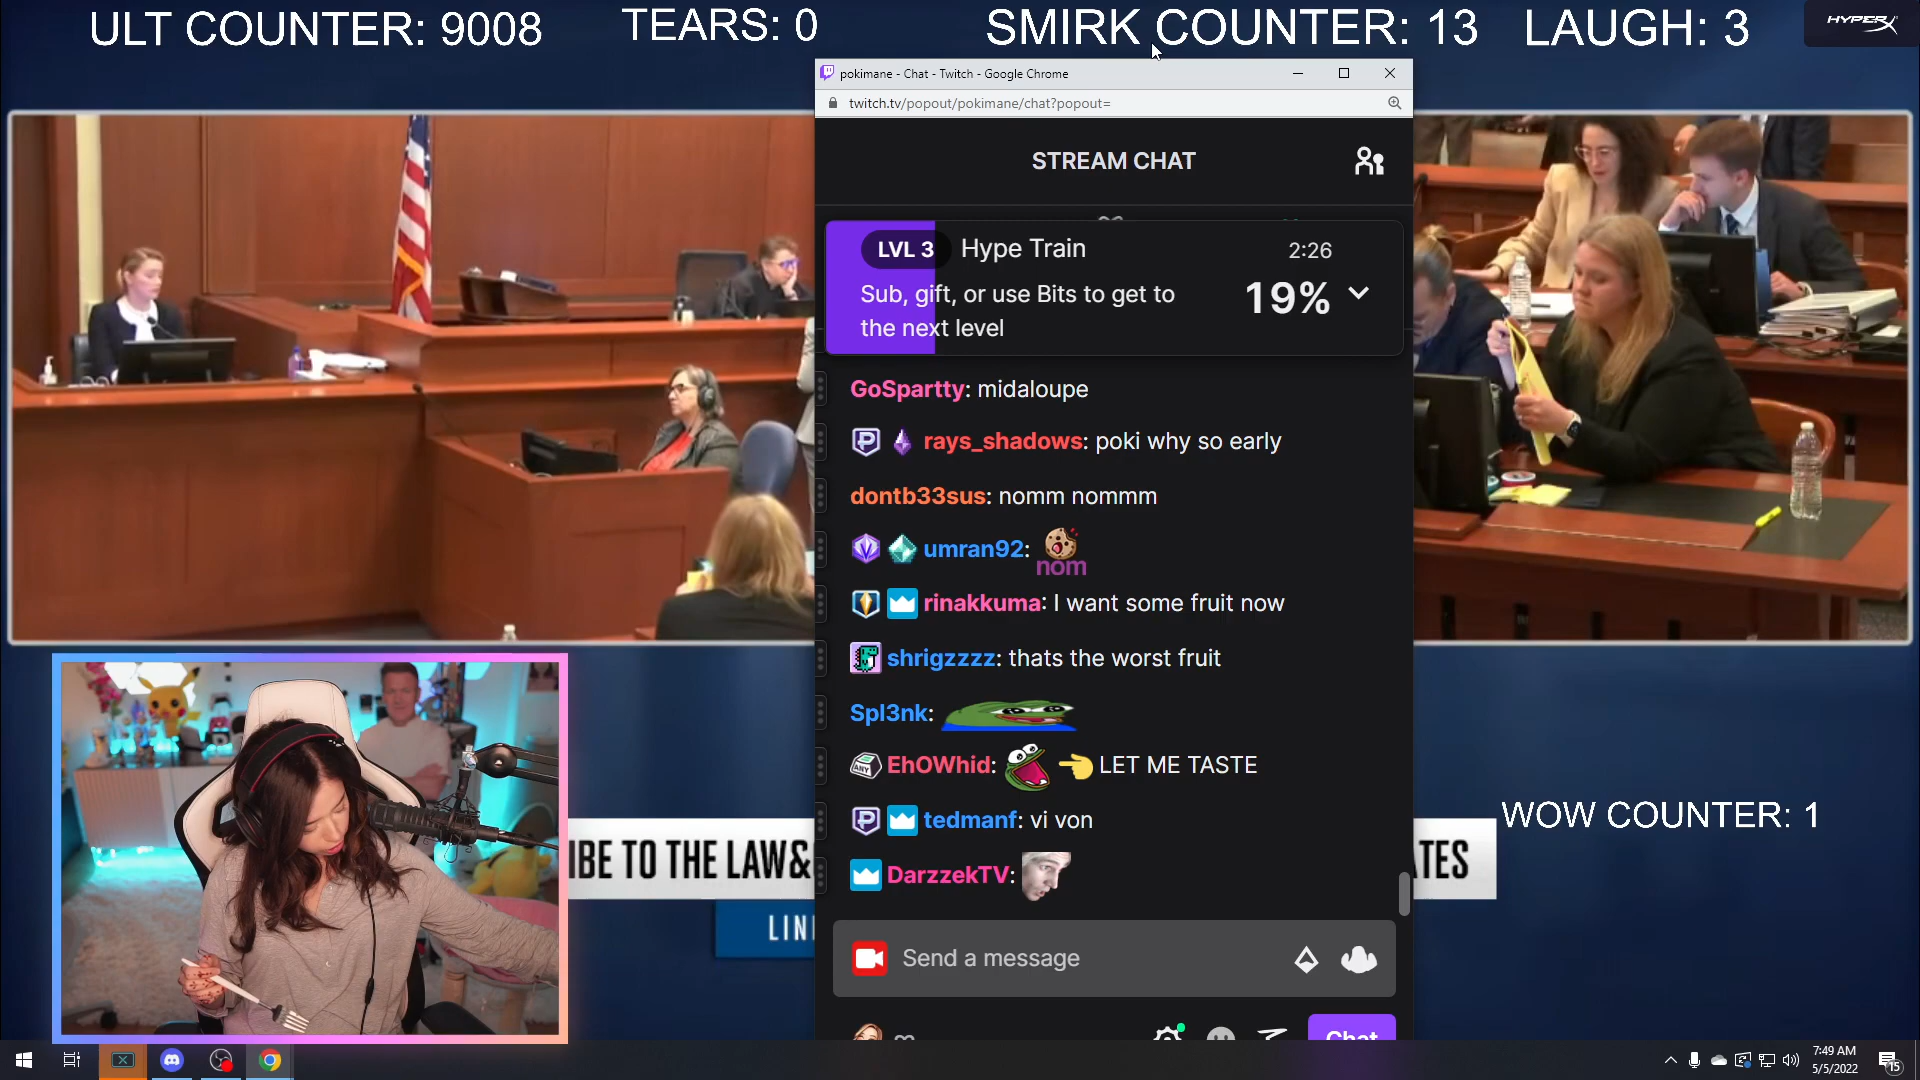 ULT COUNTER: 9008
TEARS: 0
SMIRK COUNTER: 13
LAUGH: 3
HYPERX
pokimane - Chat - Twitch - Google Chrome
twitch.tv/popout/pokimane/chat?popout=
STREAM CHAT
LVL 3 Hype Train 2:26
Sub, gift, or use Bits to get to
the next level
19%
GoSpartty: midaloupe
rays_shadows: poki why so early
dontb33sus: nomm nommm
umran92: nom
rinakkuma: I want some fruit now
shrigzzzz: thats the worst fruit
Spl3nk:
EhOWhid: LET ME TASTE
tedmanf: vi von
DarzzekTV:
Send a message
Chat
WOW COUNTER: 1
IBE TO THE LAW&
ATES
LIN
7:49 AM
5/5/2022
15